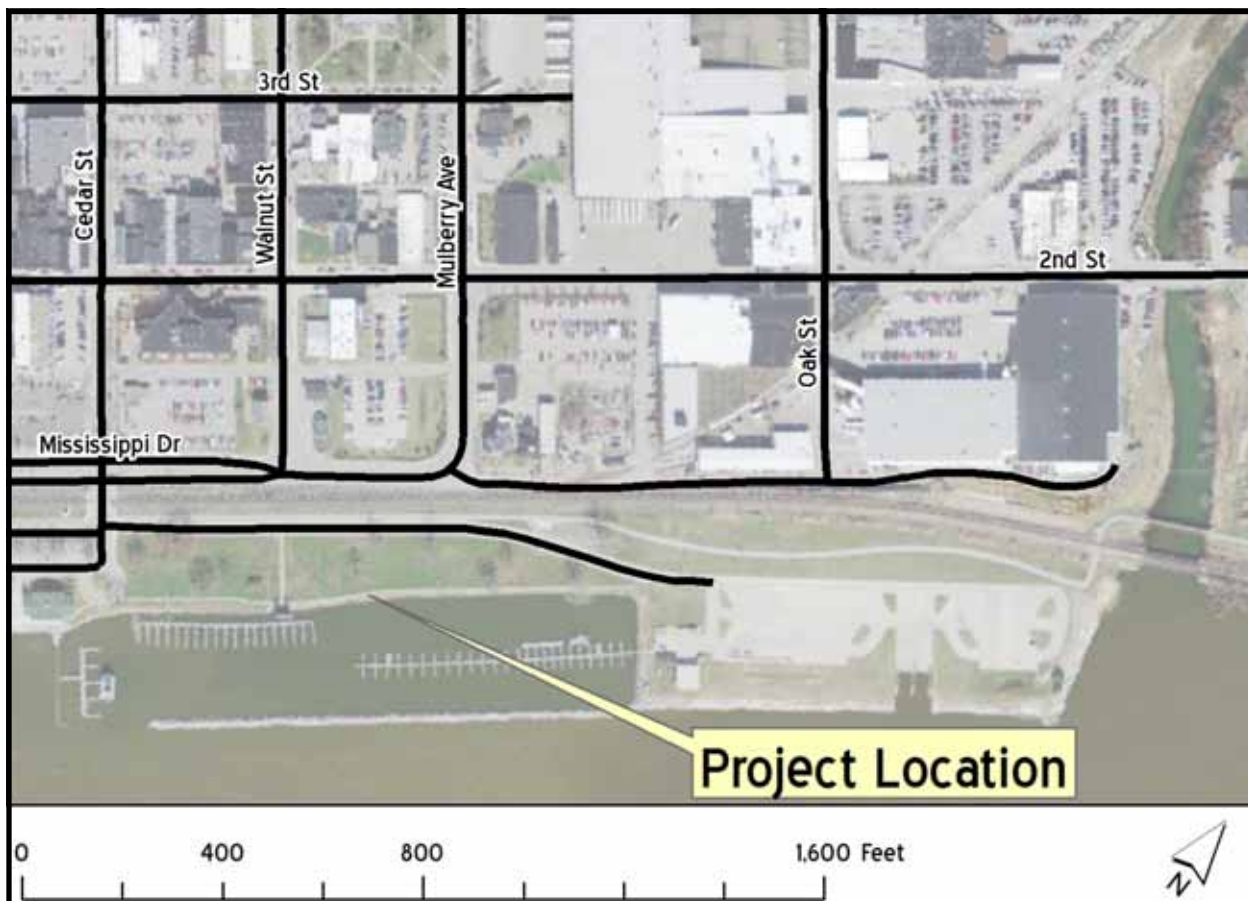 3rd St
Cedar St
Walnut St
Mulberry Ave
2nd St
Oak St
Mississippi Dr
Project Location
0
400
800
1,600 Feet
N